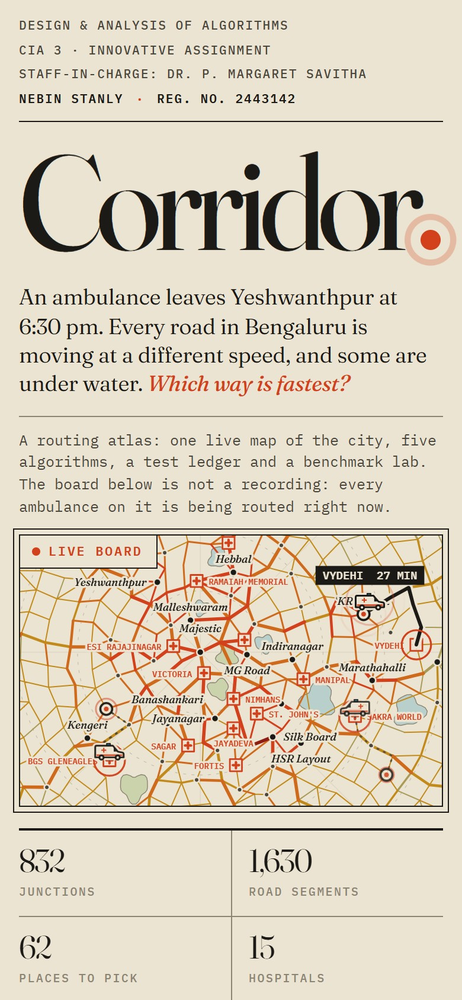 DESIGN & ANALYSIS OF ALGORITHMS
CIA 3 · INNOVATIVE ASSIGNMENT
STAFF-IN-CHARGE: DR. P. MARGARET SAVITHA
NEBIN STANLY · REG. NO. 2443142
Corridor
An ambulance leaves Yeshwanthpur at
6:30 pm. Every road in Bengaluru is
moving at a different speed, and some are
under water. Which way is fastest?
A routing atlas: one live map of the city, five
algorithms, a test ledger and a benchmark lab.
The board below is not a recording: every
ambulance on it is being routed right now.
LIVE BOARD
Hebbal
Yeshwanthpur
RAMAIAH MEMORIAL
VYDEHI 27 MIN
KR
Malleshwaram
Majestic
ESI RAJAJINAGAR
Indiranagar
VYDEHI
VICTORIA
MG Road
Marathahalli
MANIPAL
Banashankari
NIMHANS
Jayanagar
ST. JOHN'S
SAKRA WORLD
Kengeri
SAGAR
JAYADEVA
Silk Board
BGS GLENEAGLES
FORTIS
HSR Layout
832
JUNCTIONS
1,630
ROAD SEGMENTS
62
PLACES TO PICK
15
HOSPITALS